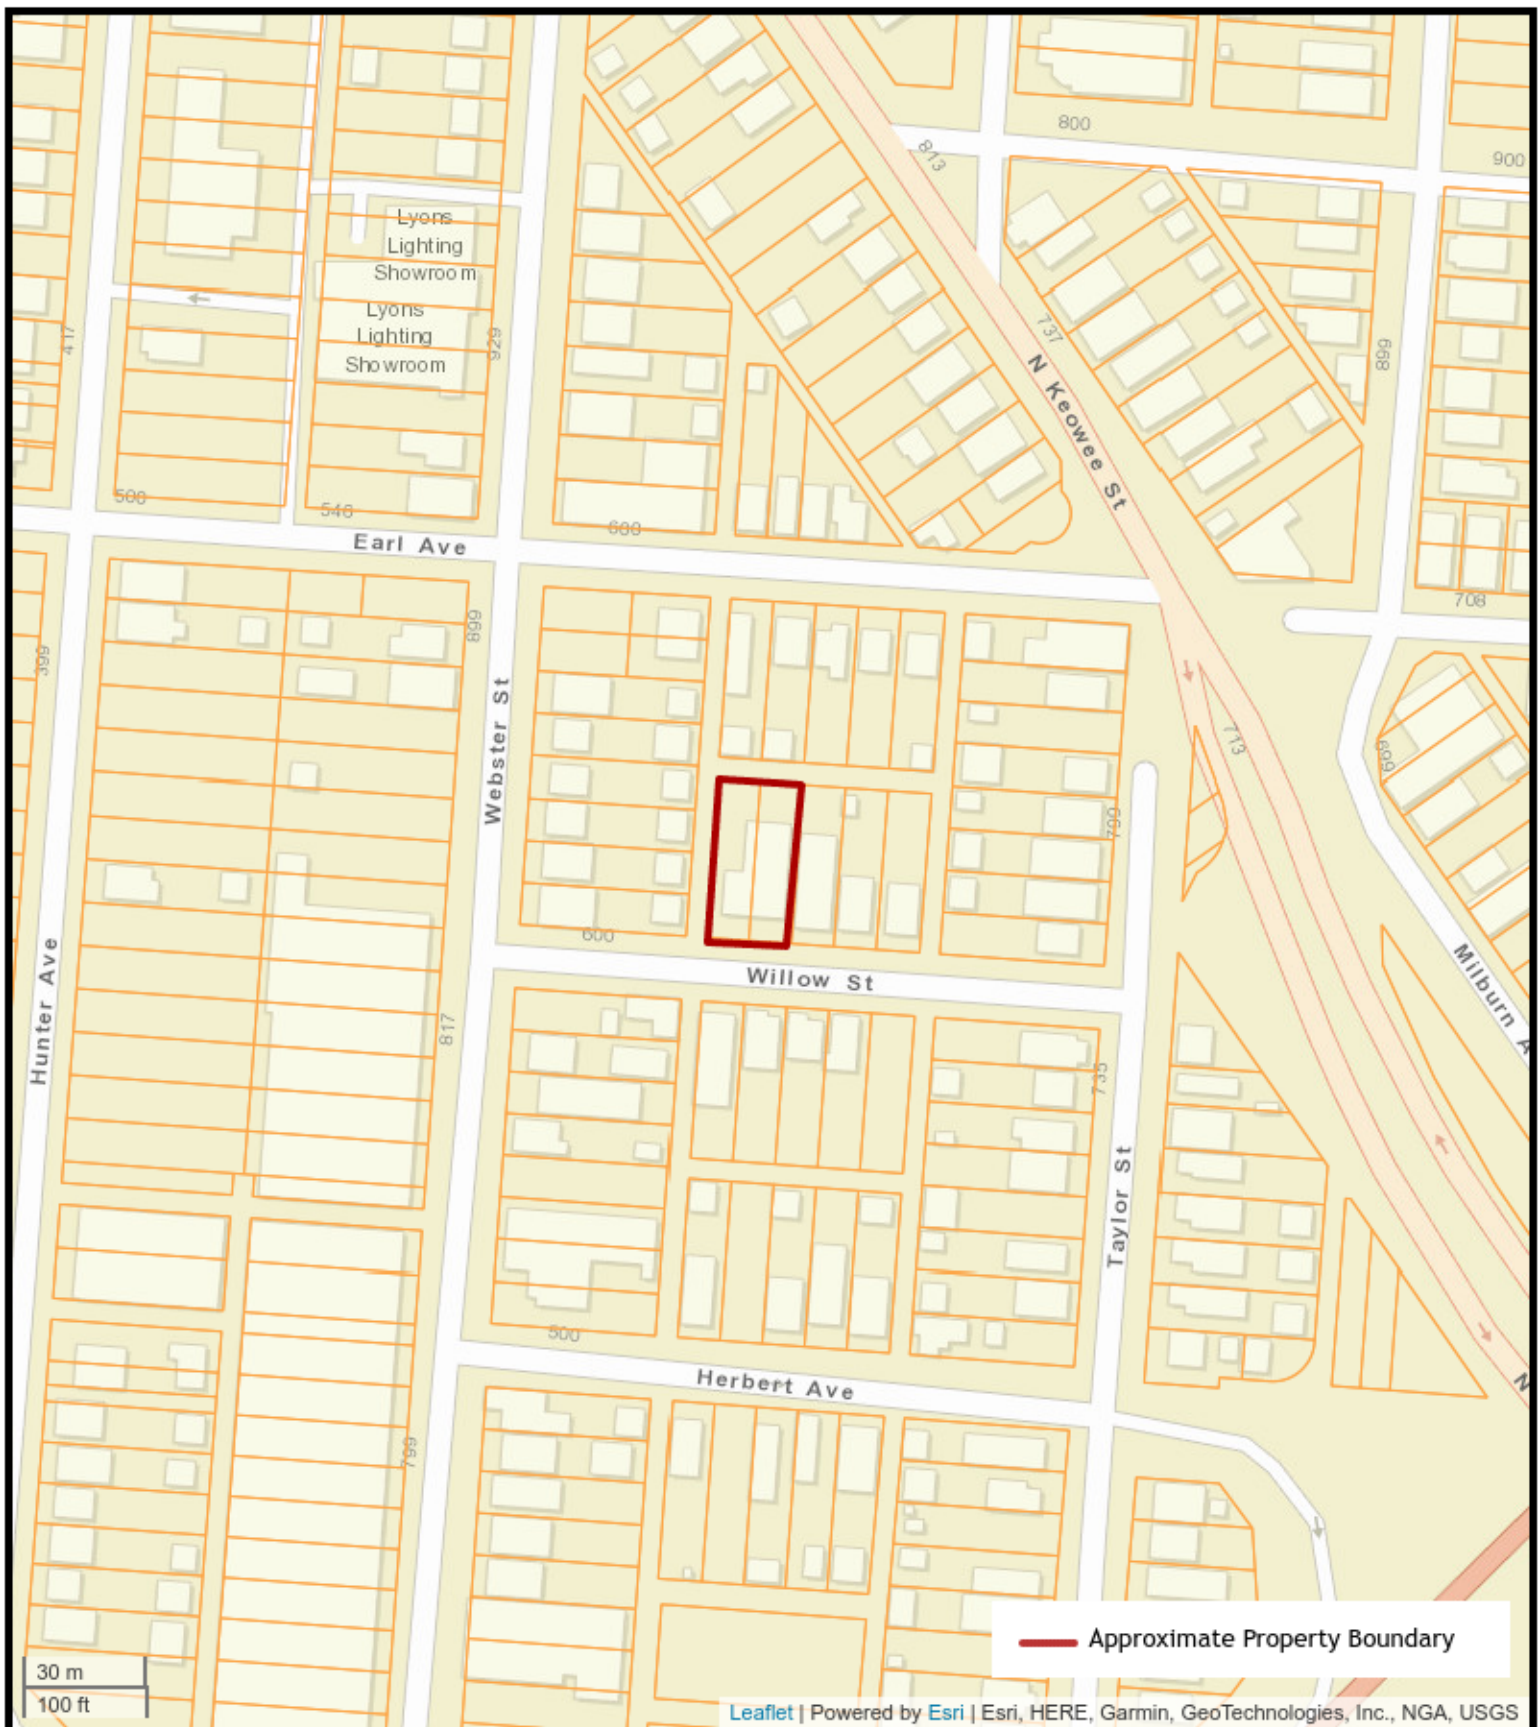 800
813
900
Lyons
Lighting
Showroom
Lyons
Lighting
Showroom
417
929
737
N Keowee St
899
500
546
600
Earl Ave
708
899
399
Webster St
713
699
799
600
Willow St
Milburn A
Hunter Ave
817
735
Taylor St
500
Herbert Ave
N
799
Approximate Property Boundary
30 m
100 ft
Leaflet | Powered by Esri | Esri, HERE, Garmin, GeoTechnologies, Inc., NGA, USGS